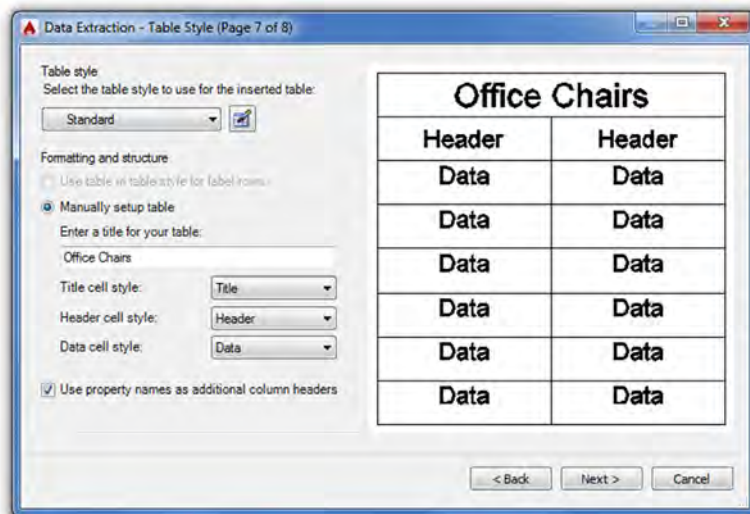 Data Extraction - Table Style (Page 7 of 8)
Table style
Select the table style to use for the inserted table:
Standard
Formatting and structure
Use table in table style for label rows
Manually setup table
Enter a title for your table:
Office Chairs
Title cell style: Title
Header cell style: Header
Data cell style: Data
Use property names as additional column headers
Office Chairs
Header Header
Data Data
Data Data
Data Data
Data Data
Data Data
Data Data
< Back Next > Cancel